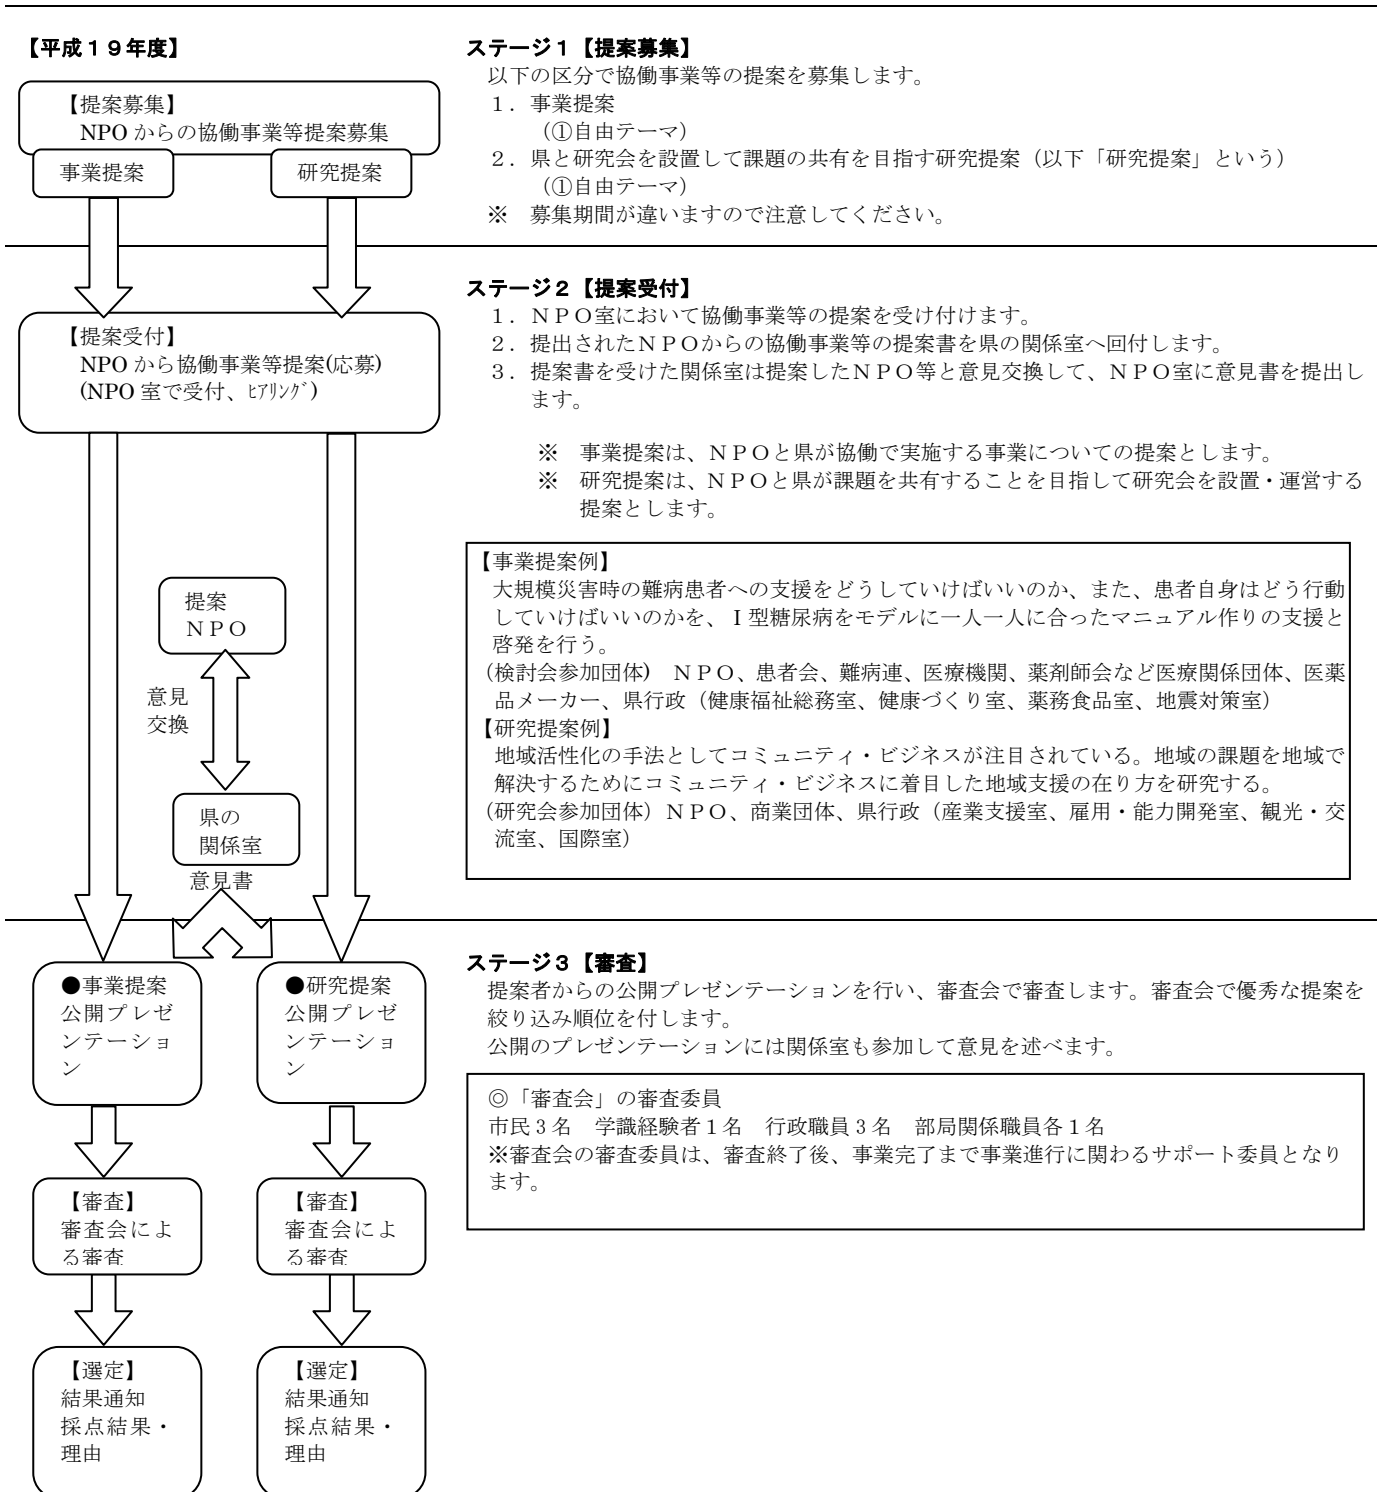 【平成１９年度】
【提案募集】
NPO からの協働事業等提案募集
事業提案
研究提案
ステージ１【提案募集】
以下の区分で協働事業等の提案を募集します。
１．事業提案
（①自由テーマ）
２．県と研究会を設置して課題の共有を目指す研究提案（以下「研究提案」という）
（①自由テーマ）
※　募集期間が違いますので注意してください。
【提案受付】
NPO から協働事業等提案(応募)
(NPO 室で受付、ﾋｱﾘﾝｸﾞ)
ステージ２【提案受付】
１．ＮＰＯ室において協働事業等の提案を受け付けます。
２．提出されたＮＰＯからの協働事業等の提案書を県の関係室へ回付します。
３．提案書を受けた関係室は提案したＮＰＯ等と意見交換して、ＮＰＯ室に意見書を提出し
ます。
※　事業提案は、ＮＰＯと県が協働で実施する事業についての提案とします。
※　研究提案は、ＮＰＯと県が課題を共有することを目指して研究会を設置・運営する
提案とします。
提案
ＮＰＯ
意見
交換
県の
関係室
意見書
【事業提案例】
大規模災害時の難病患者への支援をどうしていけばいいのか、また、患者自身はどう行動
していけばいいのかを、Ⅰ型糖尿病をモデルに一人一人に合ったマニュアル作りの支援と
啓発を行う。
(検討会参加団体)　ＮＰＯ、患者会、難病連、医療機関、薬剤師会など医療関係団体、医薬
品メーカー、県行政（健康福祉総務室、健康づくり室、薬務食品室、地震対策室）
【研究提案例】
地域活性化の手法としてコミュニティ・ビジネスが注目されている。地域の課題を地域で
解決するためにコミュニティ・ビジネスに着目した地域支援の在り方を研究する。
(研究会参加団体）ＮＰＯ、商業団体、県行政（産業支援室、雇用・能力開発室、観光・交
流室、国際室）
●事業提案
公開プレゼ
ンテーショ
ン
●研究提案
公開プレゼ
ンテーショ
ン
【審査】
審査会によ
る審査
【審査】
審査会によ
る審査
【選定】
結果通知
採点結果・
理由
【選定】
結果通知
採点結果・
理由
ステージ３【審査】
提案者からの公開プレゼンテーションを行い、審査会で審査します。審査会で優秀な提案を
絞り込み順位を付します。
公開のプレゼンテーションには関係室も参加して意見を述べます。
◎「審査会」の審査委員
市民３名　学識経験者１名　行政職員３名　部局関係職員各１名
※審査会の審査委員は、審査終了後、事業完了まで事業進行に関わるサポート委員となり
ます。